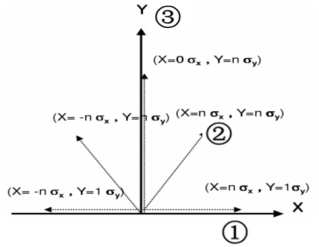 Y ③
(X=0 σx , Y=n σy)
(X= -n σx , Y=n σy) (X=n σx , Y=n σy)
②
(X= -n σx , Y=1 σy) (X=n σx , Y=1σy)
X
①